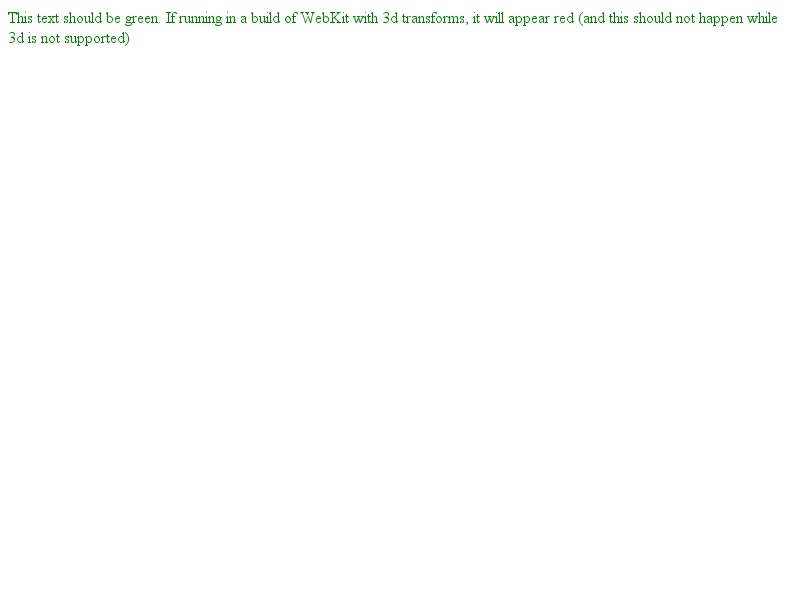 This text should be green. If running in a build of WebKit with 3d transforms, it will appear red (and this should not happen while
3d is not supported)